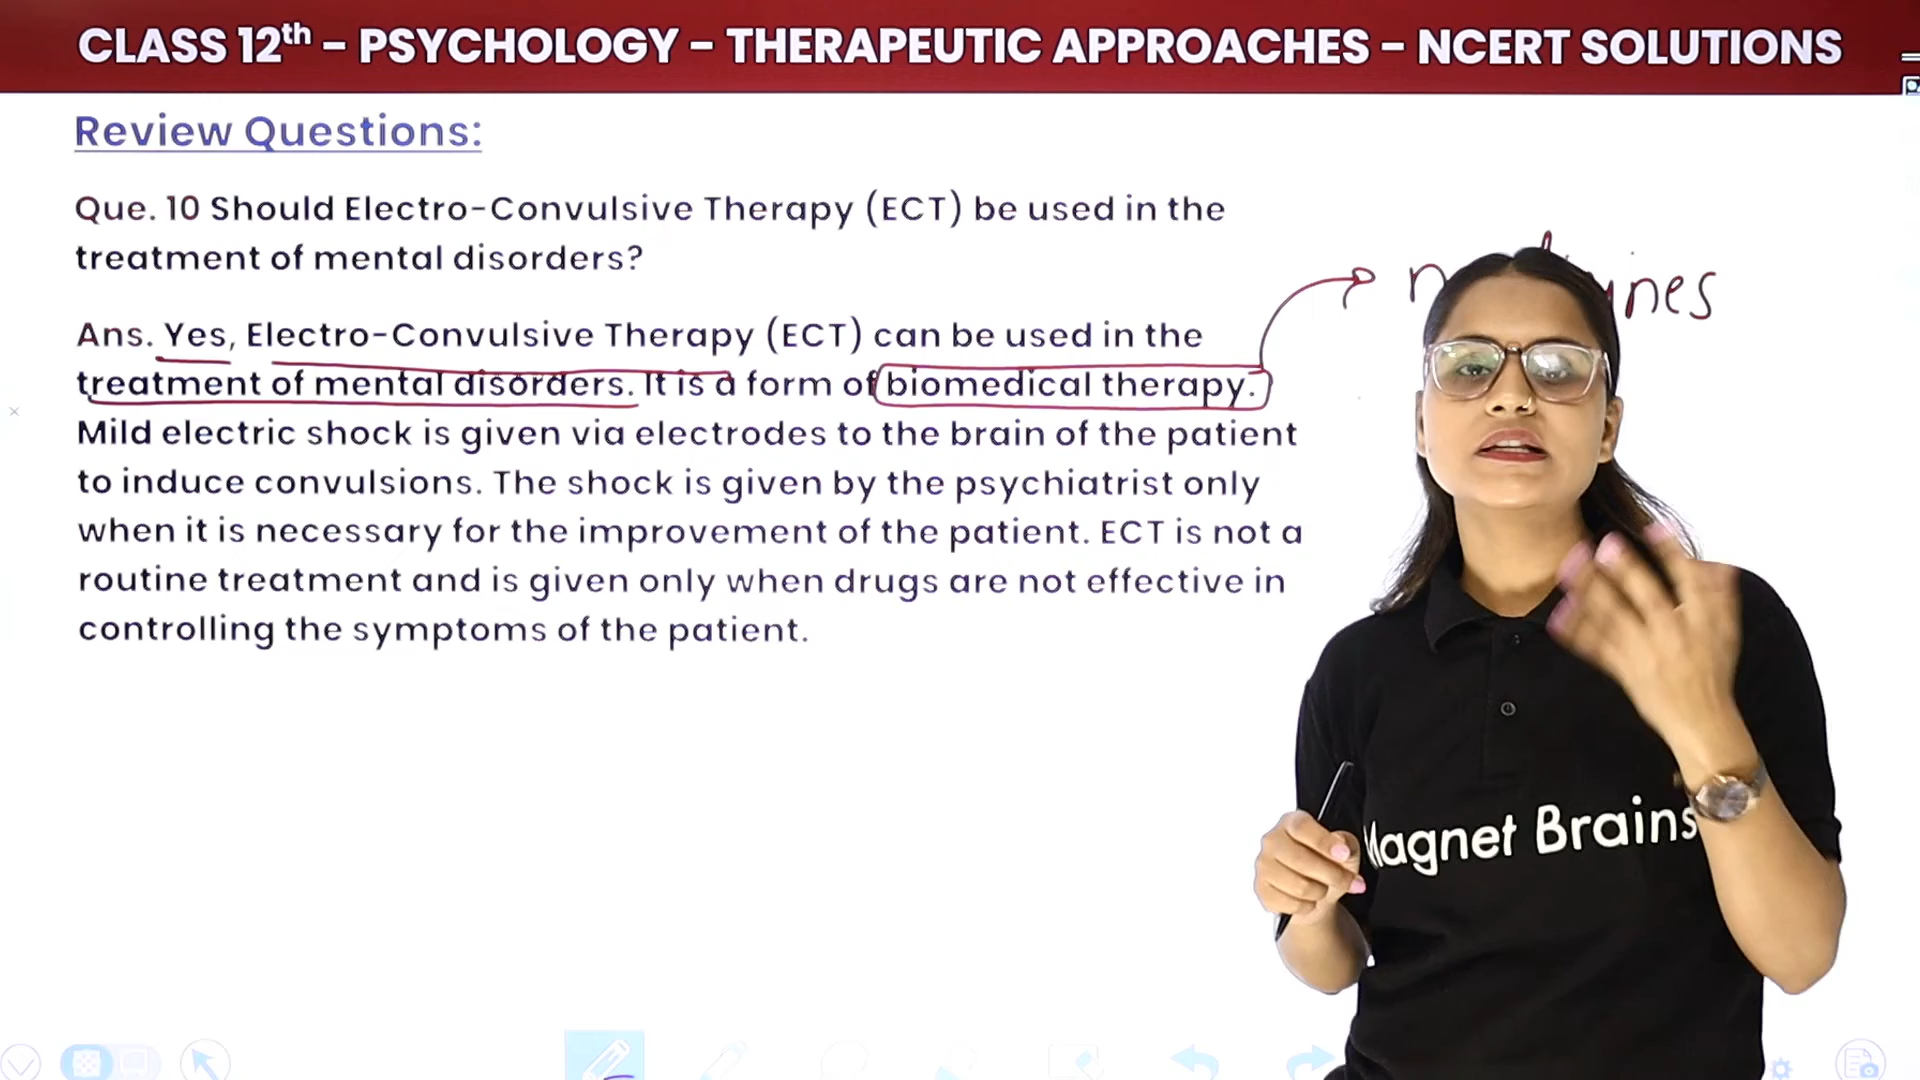 CLASS 12th – PSYCHOLOGY – THERAPEUTIC APPROACHES – NCERT SOLUTIONS
Review Questions:
Que. 10 Should Electro-Convulsive Therapy (ECT) be used in the
treatment of mental disorders?
Ans. Yes, Electro-Convulsive Therapy (ECT) can be used in the
treatment of mental disorders. It is a form of biomedical therapy.
Mild electric shock is given via electrodes to the brain of the patient
to induce convulsions. The shock is given by the psychiatrist only
when it is necessary for the improvement of the patient. ECT is not a
routine treatment and is given only when drugs are not effective in
controlling the symptoms of the patient.
Magnet Brains